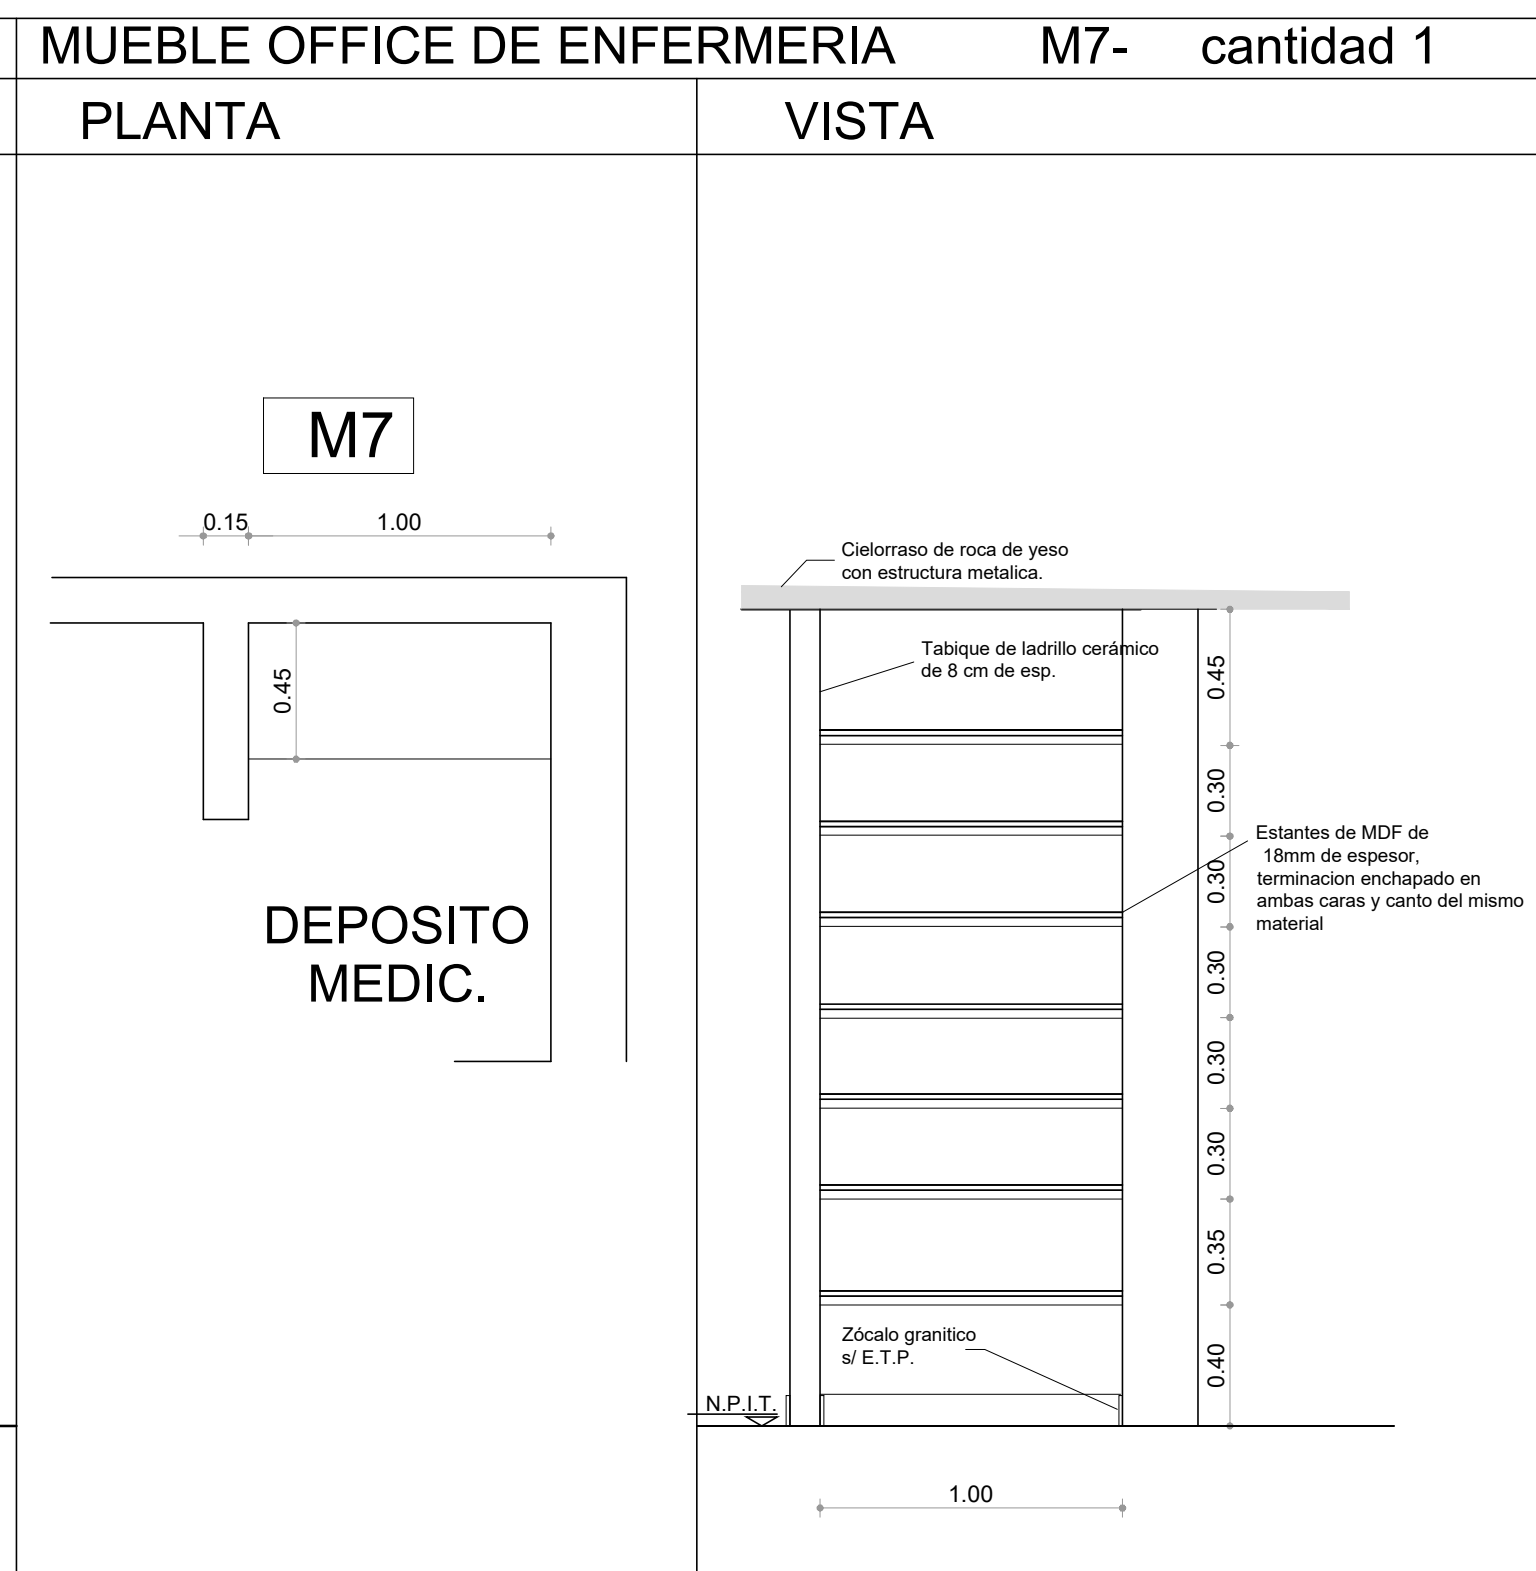 MUEBLE OFFICE DE ENFERMERIA M7- cantidad 1
PLANTA
VISTA
M7
0.15
1.00
0.45
DEPOSITO
MEDIC.
Cielorraso de roca de yeso
con estructura metalica.
Tabique de ladrillo cerámico
de 8 cm de esp.
0.45
0.30
0.30
0.30
0.30
0.30
0.35
0.40
Estantes de MDF de
18mm de espesor,
terminacion enchapado en
ambas caras y canto del mismo
material
Zócalo granitico
s/ E.T.P.
N.P.I.T.
1.00